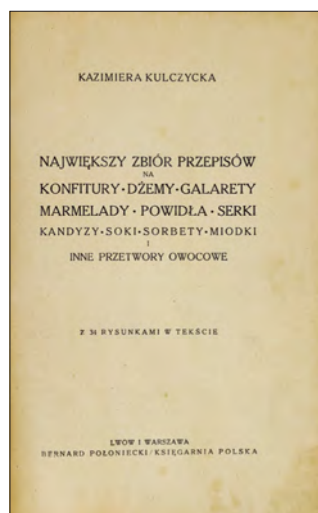 KAZIMIERA KULCZYCKA
NAJWIĘKSZY ZBIÓR PRZEPISÓW
NA
KONFITURY·DŻEMY·GALARETY
MARMELADY · POWIDŁA · SERKI
KANDYZY·SOKI·SORBETY·MIODKI
I
INNE PRZETWORY OWOCOWE
Z 34 RYSUNKAMI W TEKŚCIE
LWÓW I WARSZAWA
BERNARD POŁONIECKI/KSIĘGARNIA POLSKA